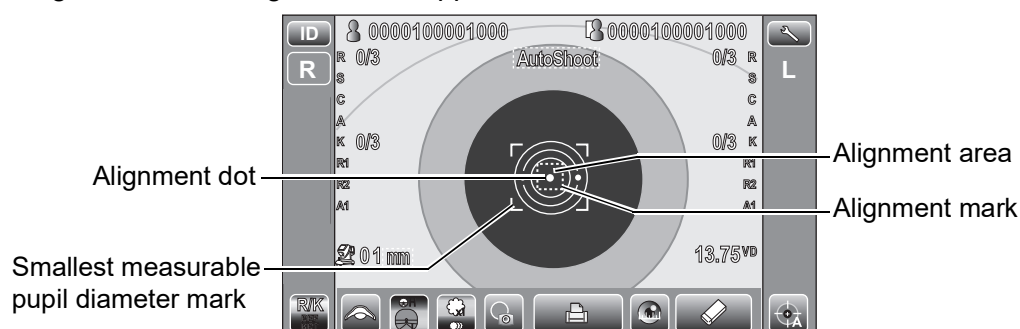 ID
0000100001000
0000100001000
R
R 0/3
AutoShoot
0/3 R
L
S
S
C
C
A
A
K 0/3
0/3 K
R1
R1
R2
R2
A1
A1
Alignment dot
Alignment area
Alignment mark
Smallest measurable
pupil diameter mark
01 mm
13.75 VD
R/K
A